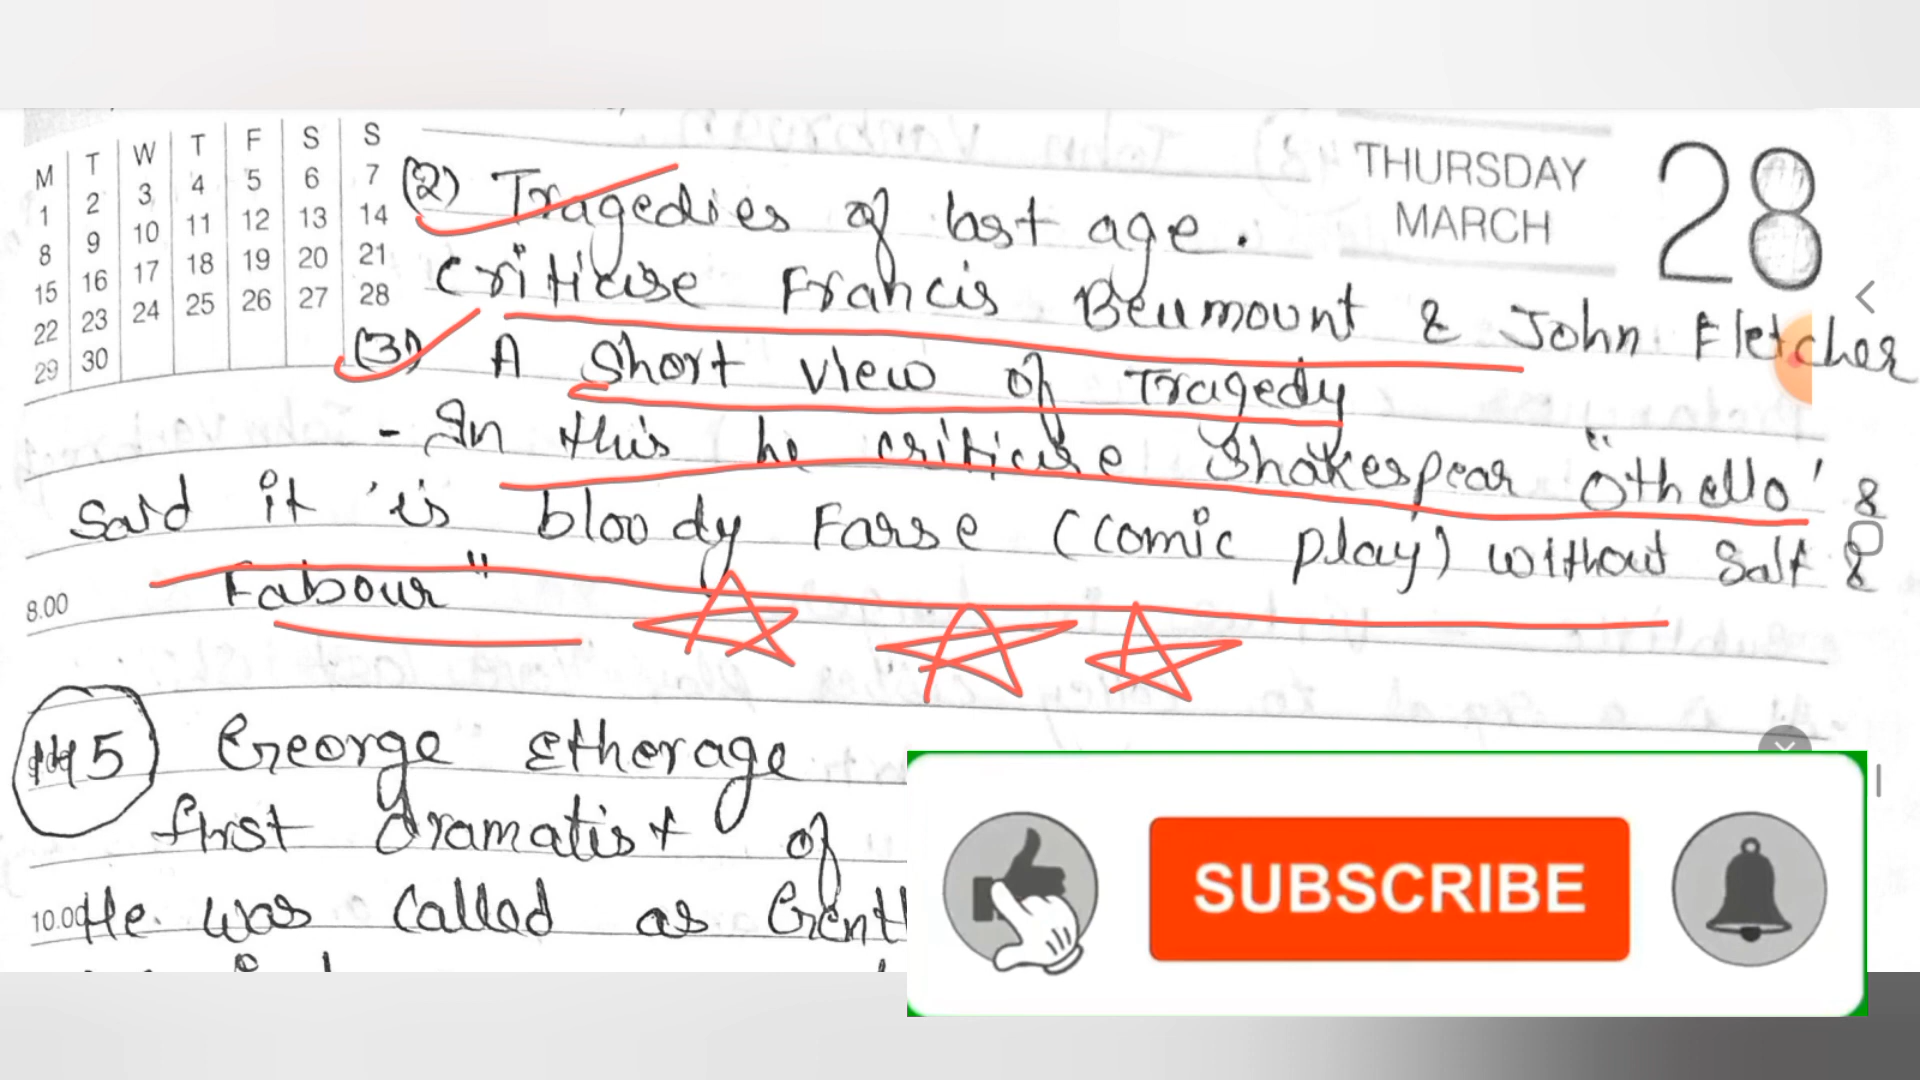 M T W T F S S
1 2 3 4 5 6 7
8 9 10 11 12 13 14
15 16 17 18 19 20 21
22 23 24 25 26 27 28
29 30
THURSDAY
MARCH
28
(2) Tragedies of last age.
Criticise Francis Beumount & John Fletcher
(3) A Short view of Tragedy
- In this he criticise Shakespear "Othello' &
Said it 'is bloody Farse (comic play) without Salt &
8.00 Fabour"
145 George Etherage
first dramatist of
10.00 He was called as
SUBSCRIBE